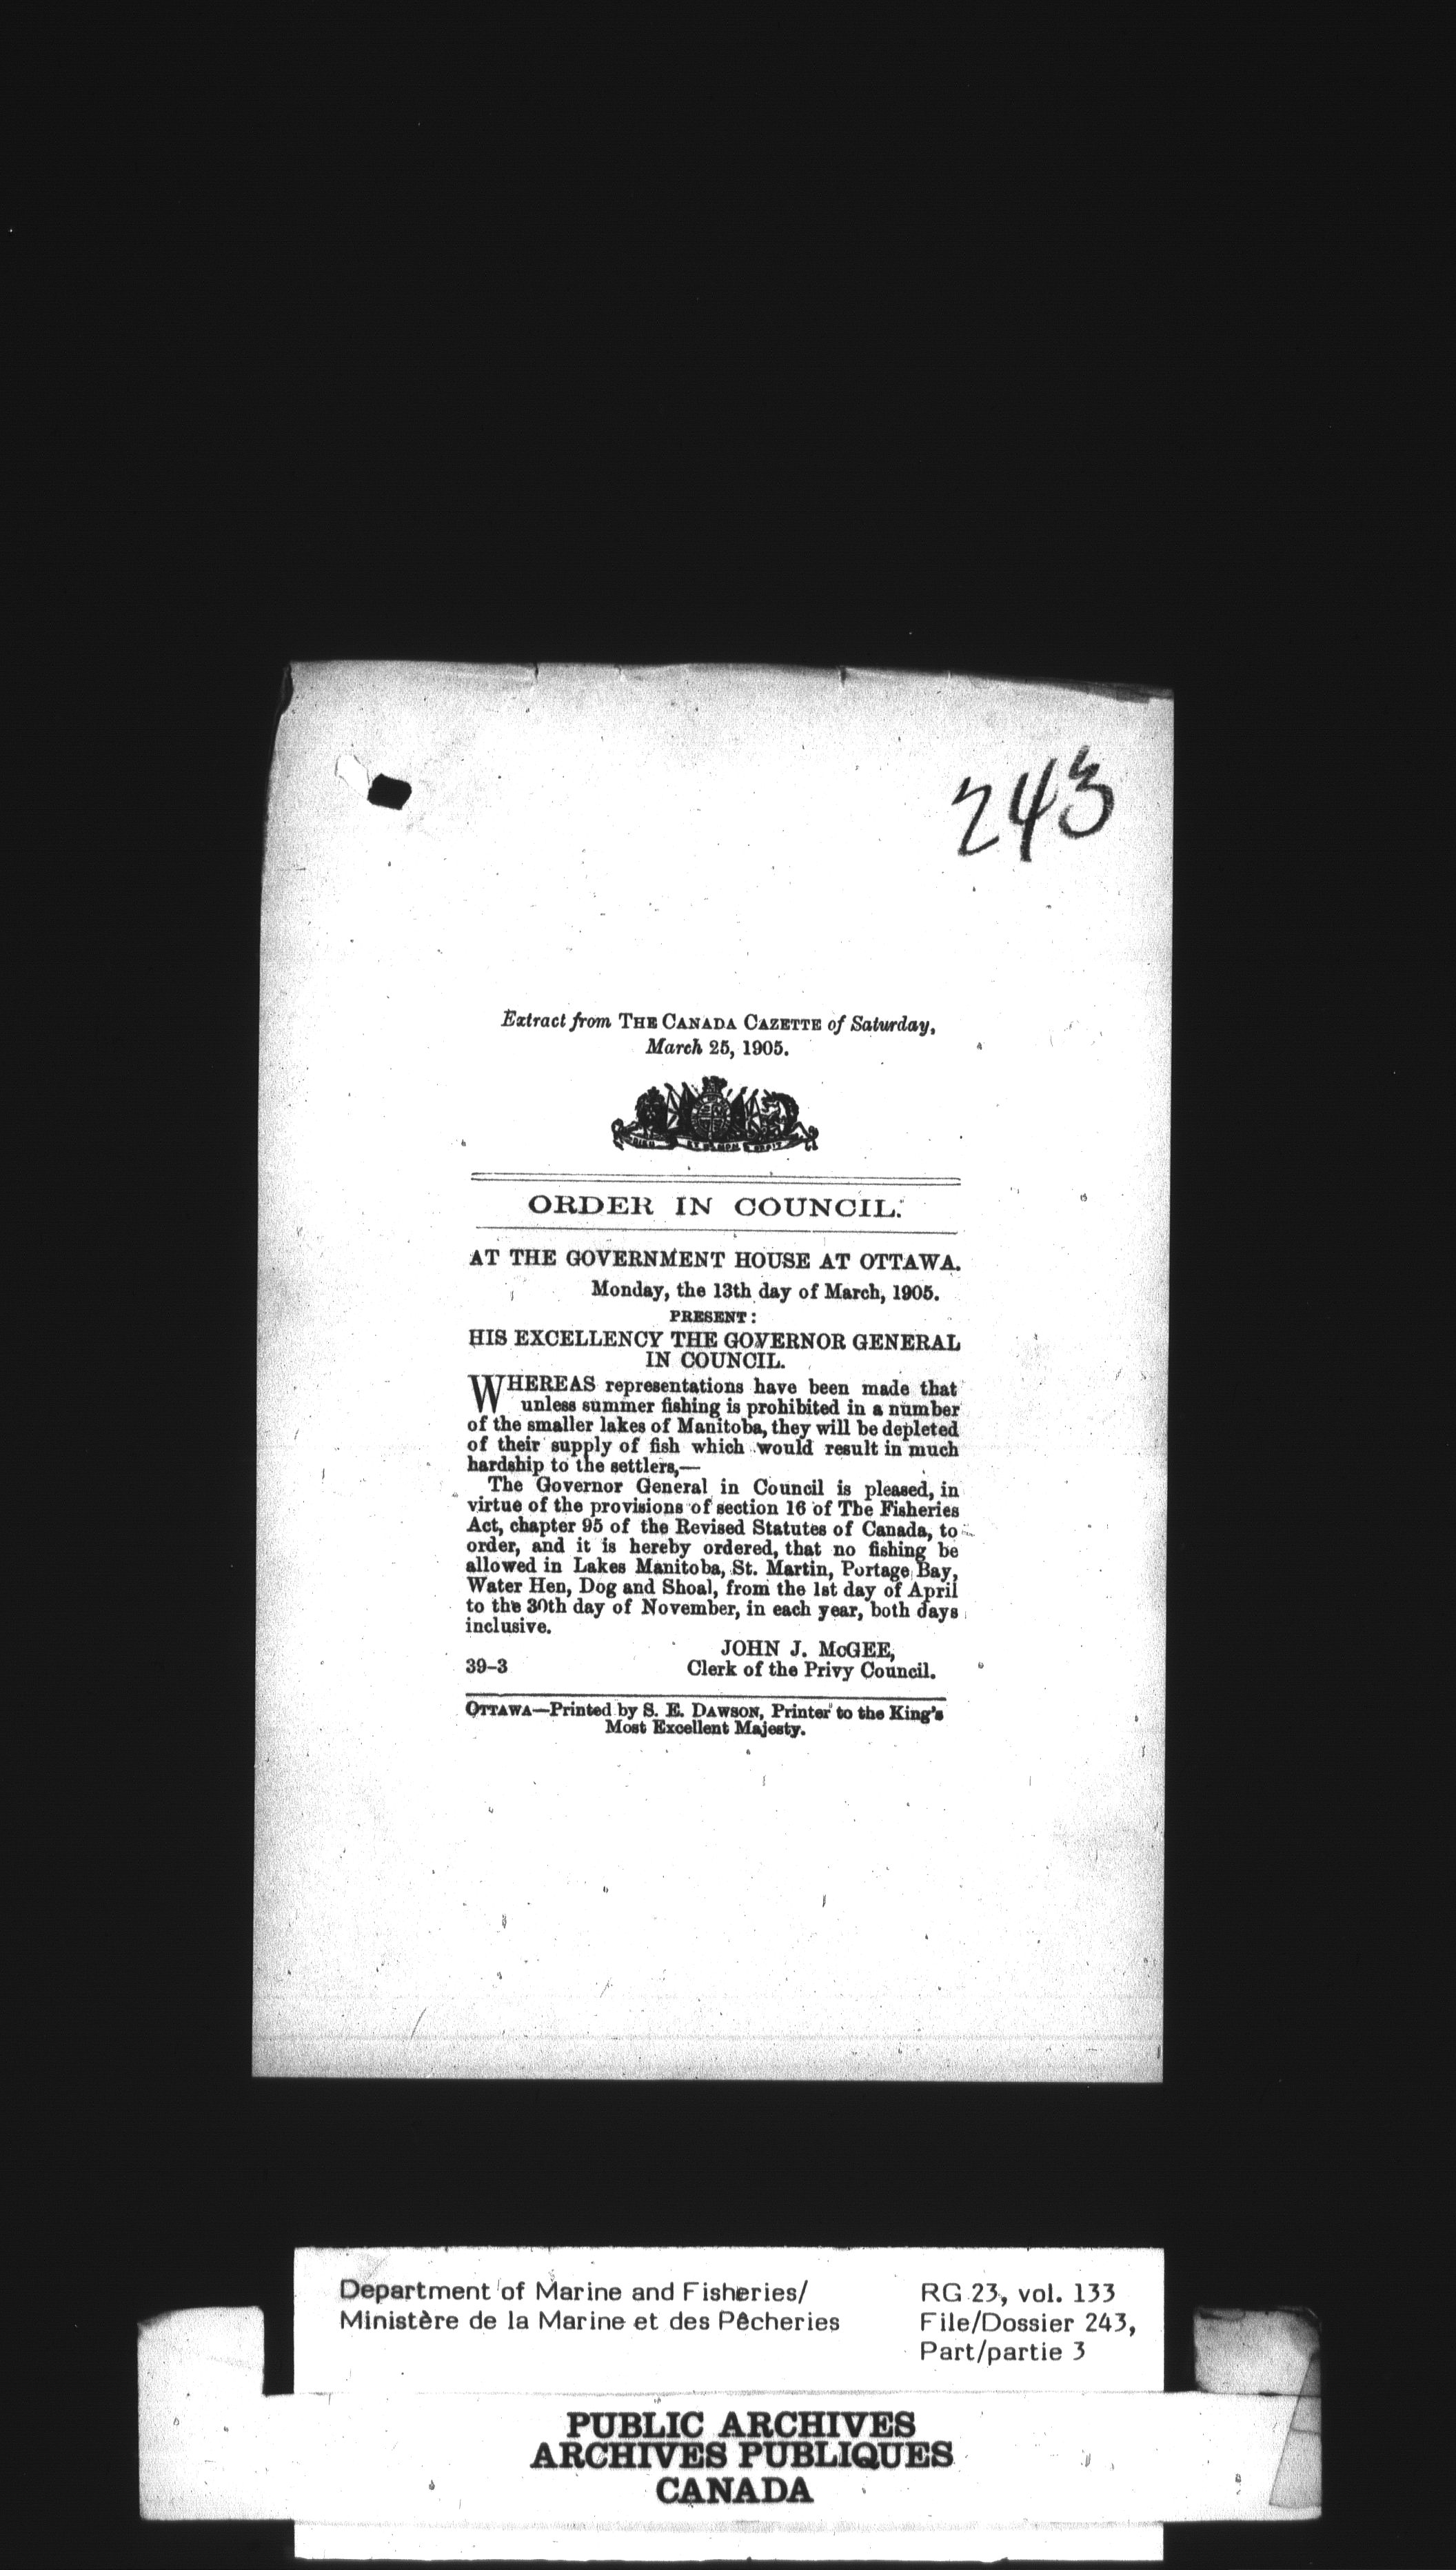 243
Extract from THE CANADA GAZETTE of Saturday,
March 25, 1905.
DIEU ET MON DROIT
ORDER IN COUNCIL.
AT THE GOVERNMENT HOUSE AT OTTAWA.
Monday, the 13th day of March, 1905.
PRESENT:
HIS EXCELLENCY THE GOVERNOR GENERAL
IN COUNCIL.
WHEREAS representations have been made that
unless summer fishing is prohibited in a number
of the smaller lakes of Manitoba, they will be depleted
of their supply of fish which would result in much
hardship to the settlers,—
The Governor General in Council is pleased, in
virtue of the provisions of section 16 of The Fisheries
Act, chapter 95 of the Revised Statutes of Canada, to
order, and it is hereby ordered, that no fishing be
allowed in Lakes Manitoba, St. Martin, Portage Bay,
Water Hen, Dog and Shoal, from the 1st day of April
to the 30th day of November, in each year, both days
inclusive.
JOHN J. McGEE,
39-3 Clerk of the Privy Council.
OTTAWA—Printed by S. E. DAWSON, Printer to the King's
Most Excellent Majesty.
Department of Marine and Fisheries/ RG 23, vol. 133
Ministère de la Marine et des Pêcheries File/Dossier 243,
Part/partie 3
PUBLIC ARCHIVES
ARCHIVES PUBLIQUES
CANADA